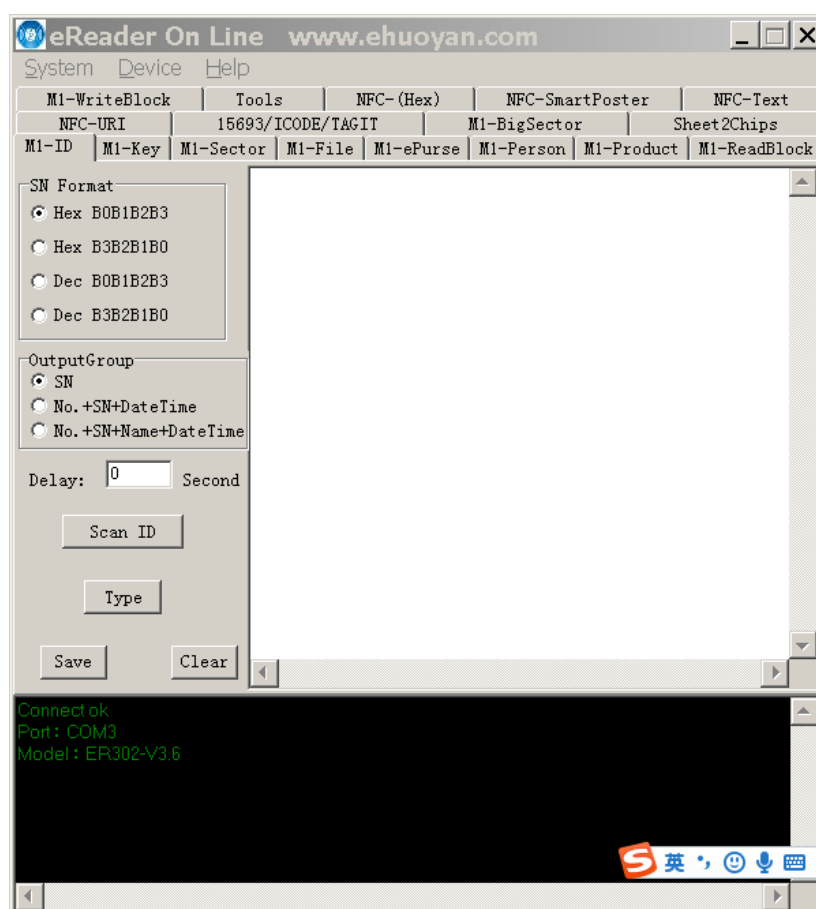 eReader On Line www.ehuoyan.com
System Device Help
M1-WriteBlock Tools NFC-(Hex) NFC-SmartPoster NFC-Text
NFC-URI 15693/ICODE/TAGIT M1-BigSector Sheet2Chips
M1-ID M1-Key M1-Sector M1-File M1-ePurse M1-Person M1-Product M1-ReadBlock
SN Format
Hex B0B1B2B3
Hex B3B2B1B0
Dec B0B1B2B3
Dec B3B2B1B0
OutputGroup
SN
No.+SN+DateTime
No.+SN+Name+DateTime
Delay: 0 Second
Scan ID
Type
Save Clear
Connect ok
Port: COM3
Model: ER302-V3.6
S 英